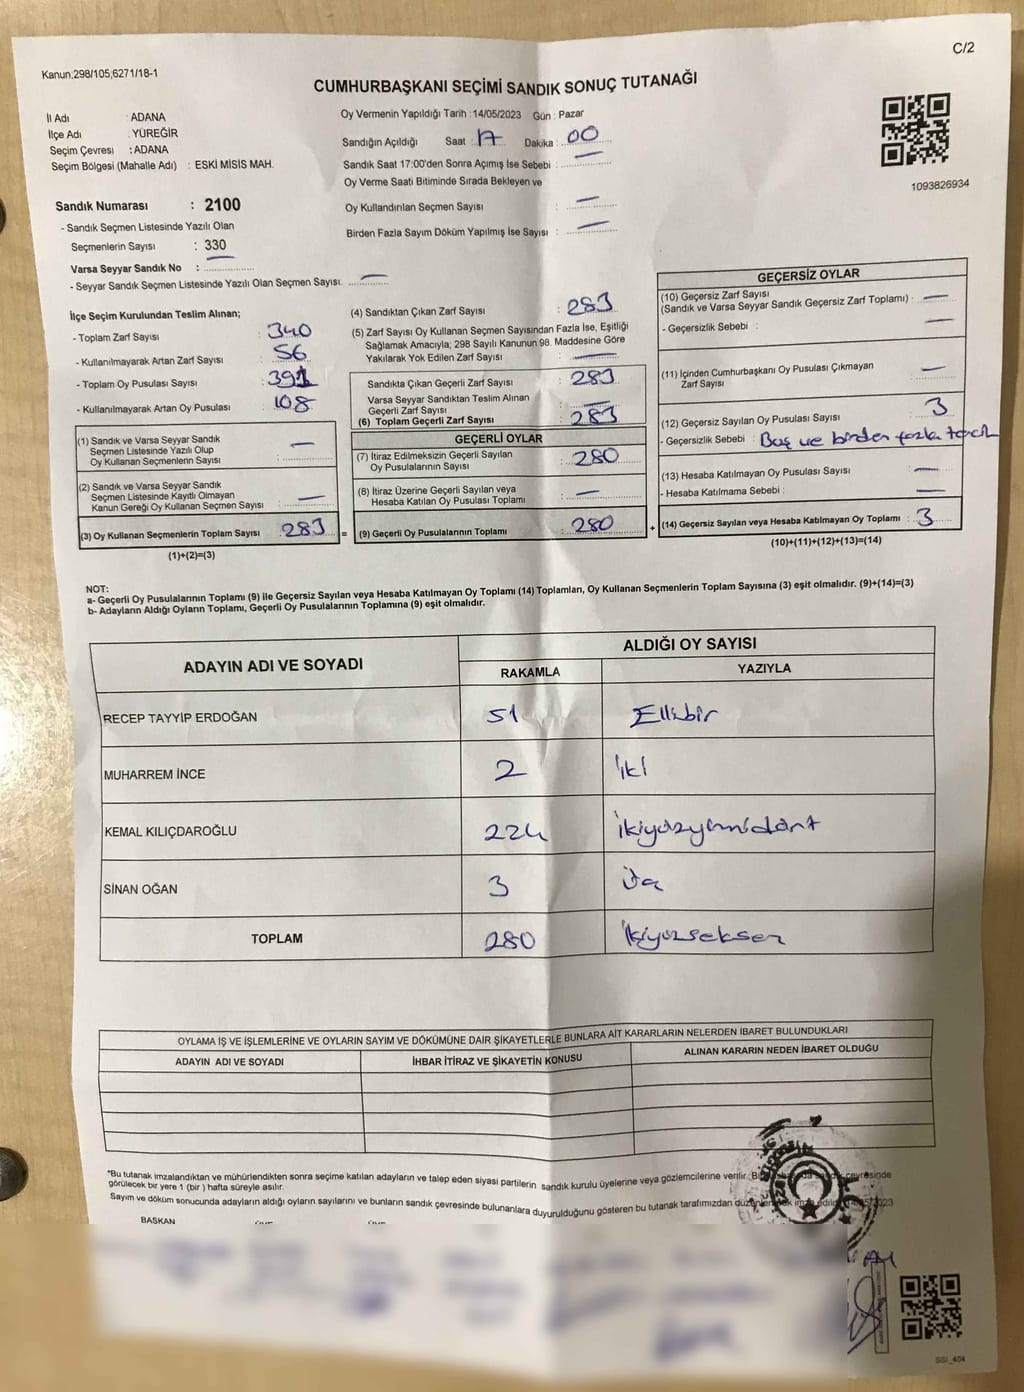 C/2
Kanun;298/105;6271/18-1
CUMHURBAŞKANI SEÇİMİ SANDIK SONUÇ TUTANAĞI
İl Adı : ADANA
İlçe Adı : YÜREĞİR
Seçim Çevresi : ADANA
Seçim Bölgesi (Mahalle Adı) : ESKİ MİSİS MAH.
Oy Vermenin Yapıldığı Tarih : 14/05/2023 Gün : Pazar
Sandığın Açıldığı Saat : 17 Dakika : 00
Sandık Saat 17:00'den Sonra Açımış İse Sebebi : —
Oy Verme Saati Bitiminde Sırada Bekleyen ve
Oy Kullandırılan Seçmen Sayısı : —
Birden Fazla Sayım Döküm Yapılmış İse Sayısı : —
1093826934
Sandık Numarası : 2100
- Sandık Seçmen Listesinde Yazılı Olan
Seçmenlerin Sayısı : 330
Varsa Seyyar Sandık No : —
- Seyyar Sandık Seçmen Listesinde Yazılı Olan Seçmen Sayısı: —
İlçe Seçim Kurulundan Teslim Alınan;
- Toplam Zarf Sayısı : 340
- Kullanılmayarak Artan Zarf Sayısı : 56
- Toplam Oy Pusulası Sayısı : 391
- Kullanılmayarak Artan Oy Pusulası : 108
(1) Sandık ve Varsa Seyyar Sandık
Seçmen Listesinde Yazılı Olup
Oy Kullanan Seçmenlerin Sayısı : —
(2) Sandık ve Varsa Seyyar Sandık
Seçmen Listesinde Kayıtlı Olmayan
Kanun Gereği Oy Kullanan Seçmen Sayısı : —
(3) Oy Kullanan Seçmenlerin Toplam Sayısı : 283 =
(1)+(2)=(3)
(4) Sandıktan Çıkan Zarf Sayısı : 283
(5) Zarf Sayısı Oy Kullanan Seçmen Sayısından Fazla İse, Eşitliği
Sağlamak Amacıyla; 298 Sayılı Kanunun 98. Maddesine Göre
Yakılarak Yok Edilen Zarf Sayısı : —
Sandıkta Çıkan Geçerli Zarf Sayısı : 283
Varsa Seyyar Sandıktan Teslim Alınan
Geçerli Zarf Sayısı : —
(6) Toplam Geçerli Zarf Sayısı : 283
GEÇERLİ OYLAR
(7) İtiraz Edilmeksizin Geçerli Sayılan
Oy Pusulalarının Sayısı : 280
(8) İtiraz Üzerine Geçerli Sayılan veya
Hesaba Katılan Oy Pusulası Toplamı : —
(9) Geçerli Oy Pusulalarının Toplamı : 280 +
GEÇERSİZ OYLAR
(10) Geçersiz Zarf Sayısı
(Sandık ve Varsa Seyyar Sandık Geçersiz Zarf Toplamı) : —
- Geçersizlik Sebebi : —
(11) İçinden Cumhurbaşkanı Oy Pusulası Çıkmayan
Zarf Sayısı : —
(12) Geçersiz Sayılan Oy Pusulası Sayısı : 3
- Geçersizlik Sebebi : Boş ve birden fazla tercih
(13) Hesaba Katılmayan Oy Pusulası Sayısı : —
- Hesaba Katılmama Sebebi : —
(14) Geçersiz Sayılan veya Hesaba Katılmayan Oy Toplamı : 3
(10)+(11)+(12)+(13)=(14)
NOT:
a- Geçerli Oy Pusulalarının Toplamı (9) ile Geçersiz Sayılan veya Hesaba Katılmayan Oy Toplamı (14) Toplamları, Oy Kullanan Seçmenlerin Toplam Sayısına (3) eşit olmalıdır. (9)+(14)=(3)
b- Adayların Aldığı Oyların Toplamı, Geçerli Oy Pusulalarının Toplamına (9) eşit olmalıdır.
ADAYIN ADI VE SOYADI ALDIĞI OY SAYISI
RAKAMLA YAZIYLA
RECEP TAYYİP ERDOĞAN 51 Ellibir
MUHARREM İNCE 2 İki
KEMAL KILIÇDAROĞLU 224 İkiyüzyirmidört
SİNAN OĞAN 3 Üç
TOPLAM 280 İkiyüzseksen
OYLAMA İŞ VE İŞLEMLERİNE VE OYLARIN SAYIM VE DÖKÜMÜNE DAİR ŞİKAYETLERLE BUNLARA AİT KARARLARIN NELERDEN İBARET BULUNDUKLARI
ADAYIN ADI VE SOYADI İHBAR İTİRAZ VE ŞİKAYETİN KONUSU ALINAN KARARIN NEDEN İBARET OLDUĞU
*Bu tutanak imzalandıktan ve mühürlendikten sonra seçime katılan adayların ve talep eden siyasi partilerin sandık kurulu üyelerine veya gözlemcilerine verilir. çevresinde
görülecek bir yere 1 (bir) hafta süreyle asılır.
Sayım ve döküm sonucunda adayların aldığı oyların sayılarını ve bunların sandık çevresinde bulunanlara duyurulduğunu gösteren bu tutanak tarafımızdan
BAŞKAN
SSI_404